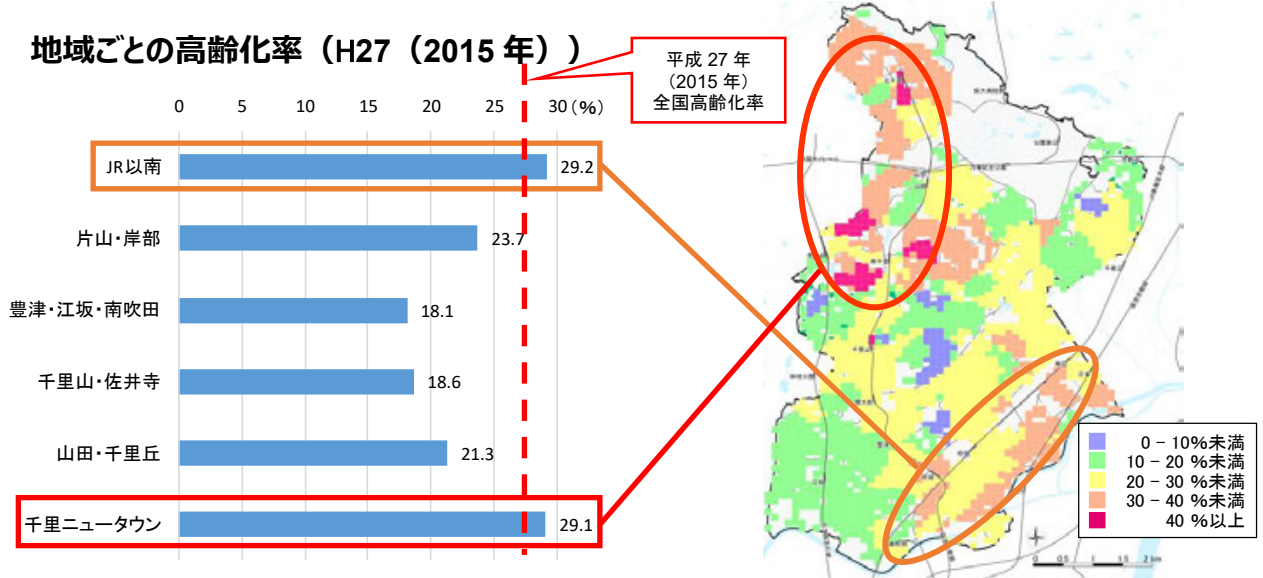 地域ごとの高齢化率（H27（2015 年））
平成 27 年
（2015 年）
全国高齢化率
0 5 10 15 20 25 30 (%)
JR以南 29.2
片山･岸部 23.7
豊津･江坂･南吹田 18.1
千里山･佐井寺 18.6
山田･千里丘 21.3
千里ニュータウン 29.1
0 － 10%未満
10 － 20 %未満
20 － 30 %未満
30 － 40 %未満
40 %以上
0 0.5 1 1.5 2 km